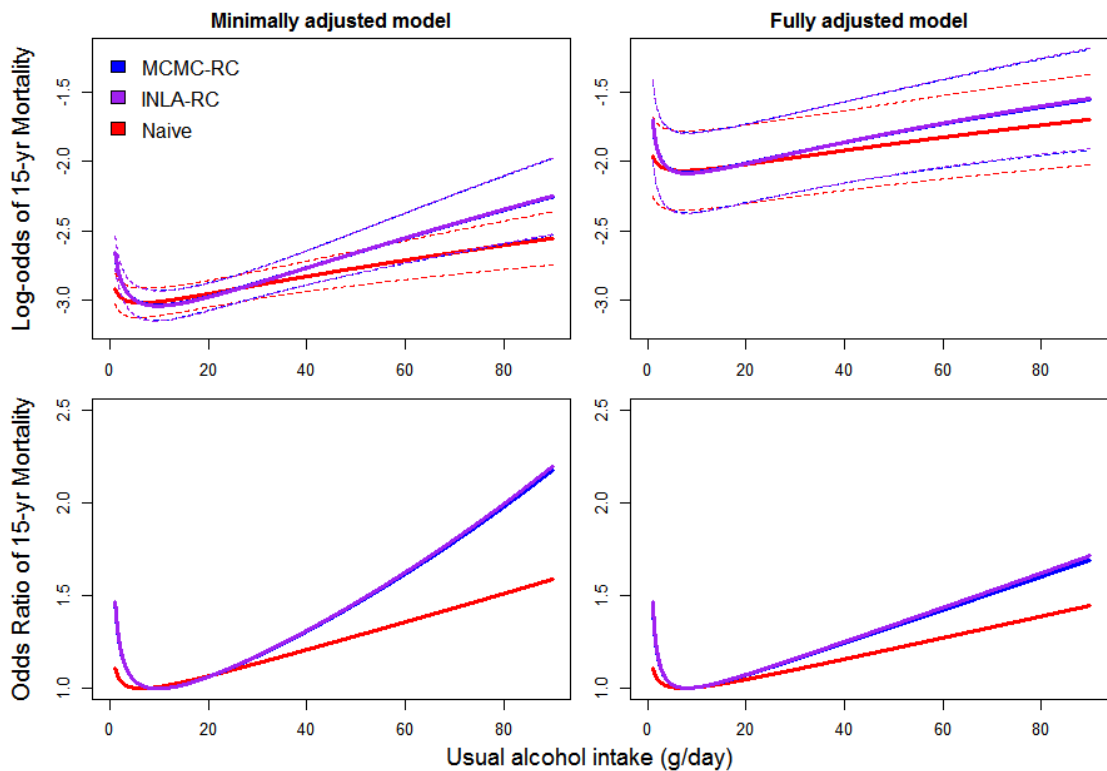 Minimally adjusted model
Fully adjusted model
Log-odds of 15-yr Mortality
-1.5
-2.0
-2.5
-3.0
MCMC-RC
INLA-RC
Naive
0 20 40 60 80
-1.5
-2.0
-2.5
-3.0
0 20 40 60 80
Odds Ratio of 15-yr Mortality
2.5
2.0
1.5
1.0
0 20 40 60 80
2.5
2.0
1.5
1.0
0 20 40 60 80
Usual alcohol intake (g/day)